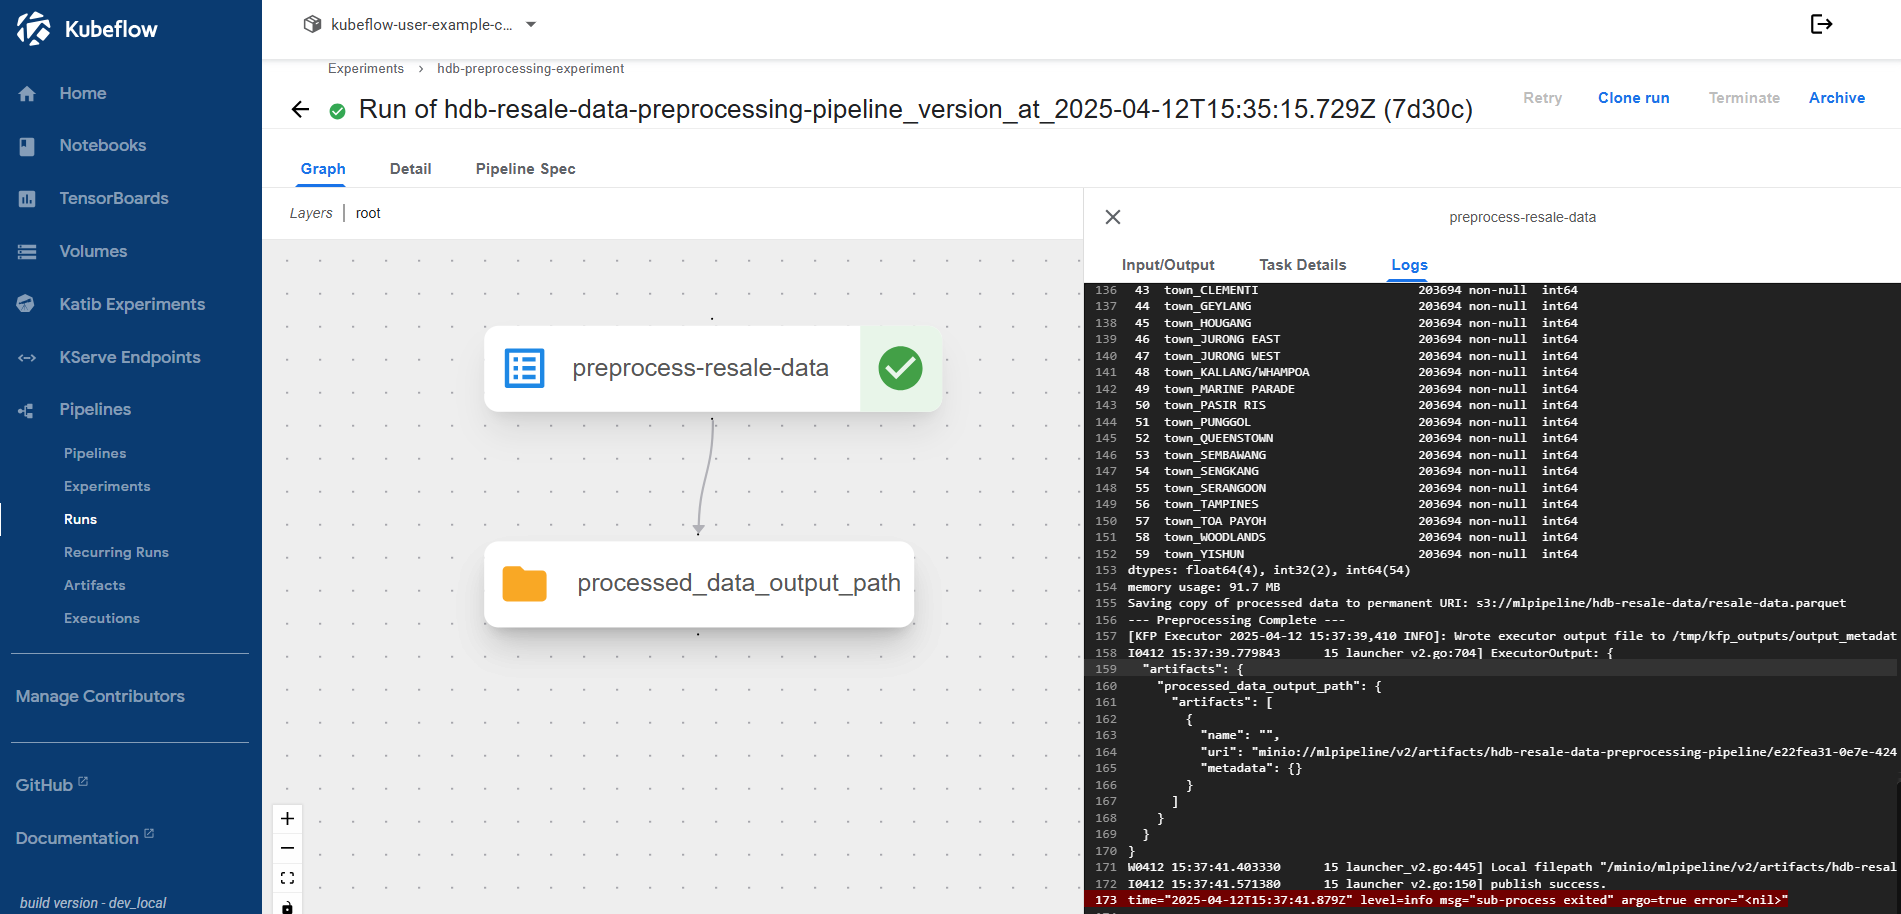 Kubeflow
kubeflow-user-example-c...
Home
Notebooks
TensorBoards
Volumes
Katib Experiments
KServe Endpoints
Pipelines
Pipelines
Experiments
Runs
Recurring Runs
Artifacts
Executions
Manage Contributors
GitHub
Documentation
build version - dev_local
Experiments › hdb-preprocessing-experiment
Run of hdb-resale-data-preprocessing-pipeline_version_at_2025-04-12T15:35:15.729Z (7d30c)
Retry Clone run Terminate Archive
Graph Detail Pipeline Spec
Layers | root
preprocess-resale-data
processed_data_output_path
preprocess-resale-data
Input/Output Task Details Logs
136 43 town_CLEMENTI 203694 non-null int64
137 44 town_GEYLANG 203694 non-null int64
138 45 town_HOUGANG 203694 non-null int64
139 46 town_JURONG EAST 203694 non-null int64
140 47 town_JURONG WEST 203694 non-null int64
141 48 town_KALLANG/WHAMPOA 203694 non-null int64
142 49 town_MARINE PARADE 203694 non-null int64
143 50 town_PASIR RIS 203694 non-null int64
144 51 town_PUNGGOL 203694 non-null int64
145 52 town_QUEENSTOWN 203694 non-null int64
146 53 town_SEMBAWANG 203694 non-null int64
147 54 town_SENGKANG 203694 non-null int64
148 55 town_SERANGOON 203694 non-null int64
149 56 town_TAMPINES 203694 non-null int64
150 57 town_TOA PAYOH 203694 non-null int64
151 58 town_WOODLANDS 203694 non-null int64
152 59 town_YISHUN 203694 non-null int64
153 dtypes: float64(4), int32(2), int64(54)
154 memory usage: 91.7 MB
155 Saving copy of processed data to permanent URI: s3://mlpipeline/hdb-resale-data/resale-data.parquet
156 --- Preprocessing Complete ---
157 [KFP Executor 2025-04-12 15:37:39,410 INFO]: Wrote executor output file to /tmp/kfp_outputs/output_metadat
158 I0412 15:37:39.779843 15 launcher_v2.go:704] ExecutorOutput: {
159 "artifacts": {
160 "processed_data_output_path": {
161 "artifacts": [
162 {
163 "name": "",
164 "uri": "minio://mlpipeline/v2/artifacts/hdb-resale-data-preprocessing-pipeline/e22fea31-0e7e-424
165 "metadata": {}
166 }
167 ]
168 }
169 }
170 }
171 W0412 15:37:41.403330 15 launcher_v2.go:445] Local filepath "/minio/mlpipeline/v2/artifacts/hdb-resal
172 I0412 15:37:41.571380 15 launcher_v2.go:150] publish success.
173 time="2025-04-12T15:37:41.879Z" level=info msg="sub-process exited" argo=true error="<nil>"